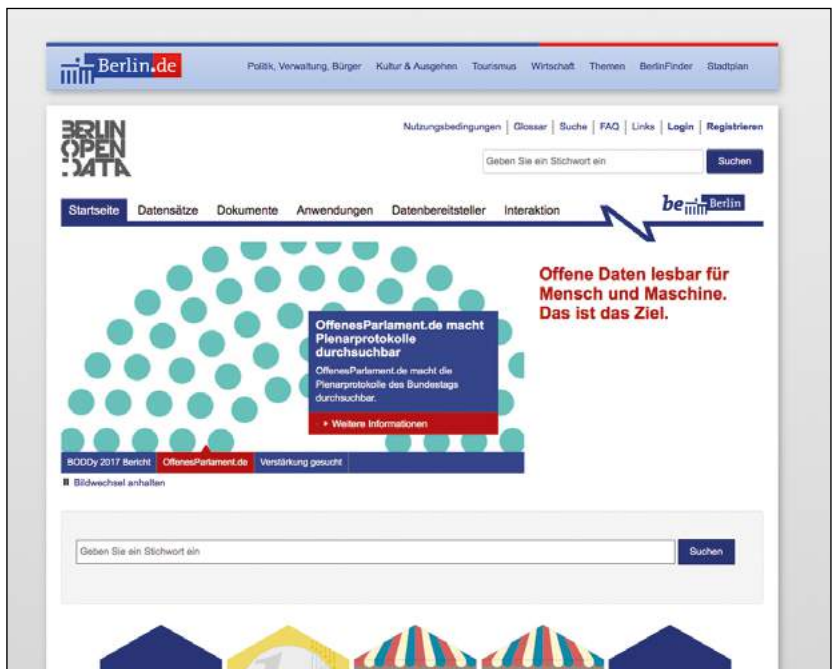 Berlin.de
Politik, Verwaltung, Bürger Kultur & Ausgehen Tourismus Wirtschaft Themen BerlinFinder Stadtplan
BERLIN
OPEN
DATA
Nutzungsbedingungen | Glossar | Suche | FAQ | Links | Login | Registrieren
Geben Sie ein Stichwort ein Suchen
Startseite Datensätze Dokumente Anwendungen Datenbereitsteller Interaktion
be Berlin
Offene Daten lesbar für
Mensch und Maschine.
Das ist das Ziel.
OffenesParlament.de macht
Plenarprotokolle
durchsuchbar
OffenesParlament.de macht die
Plenarprotokolle des Bundestags
durchsuchbar.
Weitere Informationen
BODDy 2017 Bericht OffenesParlament.de Verstärkung gesucht
Bildwechsel anhalten
Geben Sie ein Stichwort ein Suchen
1